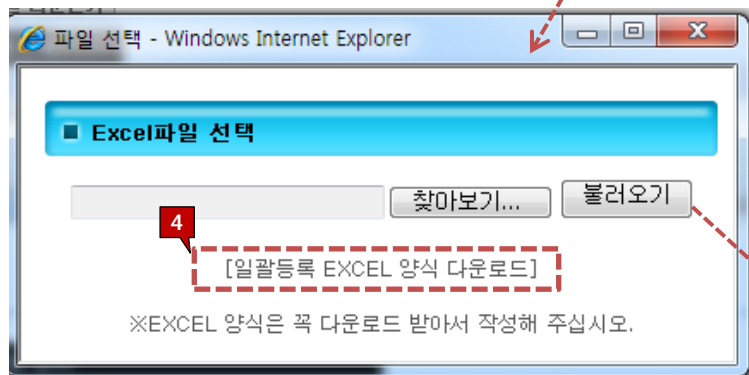 파일 선택 - Windows Internet Explorer
Excel파일 선택
찾아보기... 불러오기
4
[일괄등록 EXCEL 양식 다운로드]
※EXCEL 양식은 꼭 다운로드 받아서 작성해 주십시오.